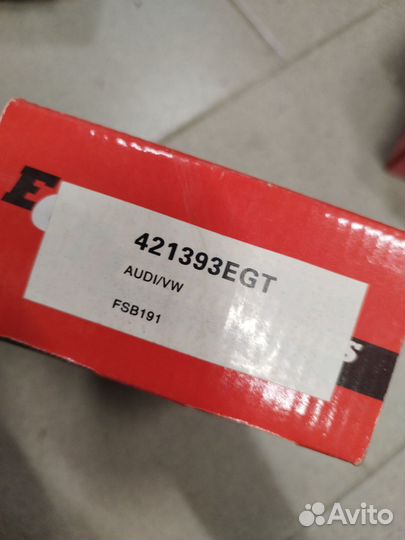 E
421393EGT
AUDI/VW
FSB191
s
Avito